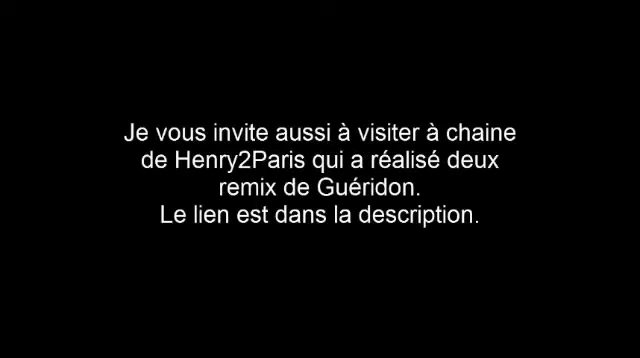 Je vous invite aussi à visiter à chaine
de Henry2Paris qui a réalisé deux
remix de Guéridon.
Le lien est dans la description.